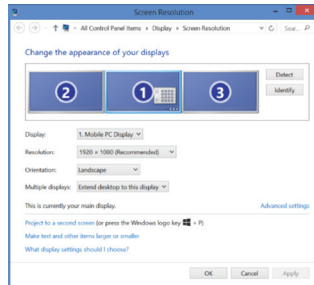 Screen Resolution
All Control Panel Items ▸ Display ▸ Screen Resolution
Sear...
Change the appearance of your displays
2
1
3
Detect
Identify
Display: 1. Mobile PC Display
Resolution: 1920 × 1080 (Recommended)
Orientation: Landscape
Multiple displays: Extend desktop to this display
This is currently your main display.
Advanced settings
Project to a second screen (or press the Windows logo key + P)
Make text and other items larger or smaller
What display settings should I choose?
OK
Cancel
Apply